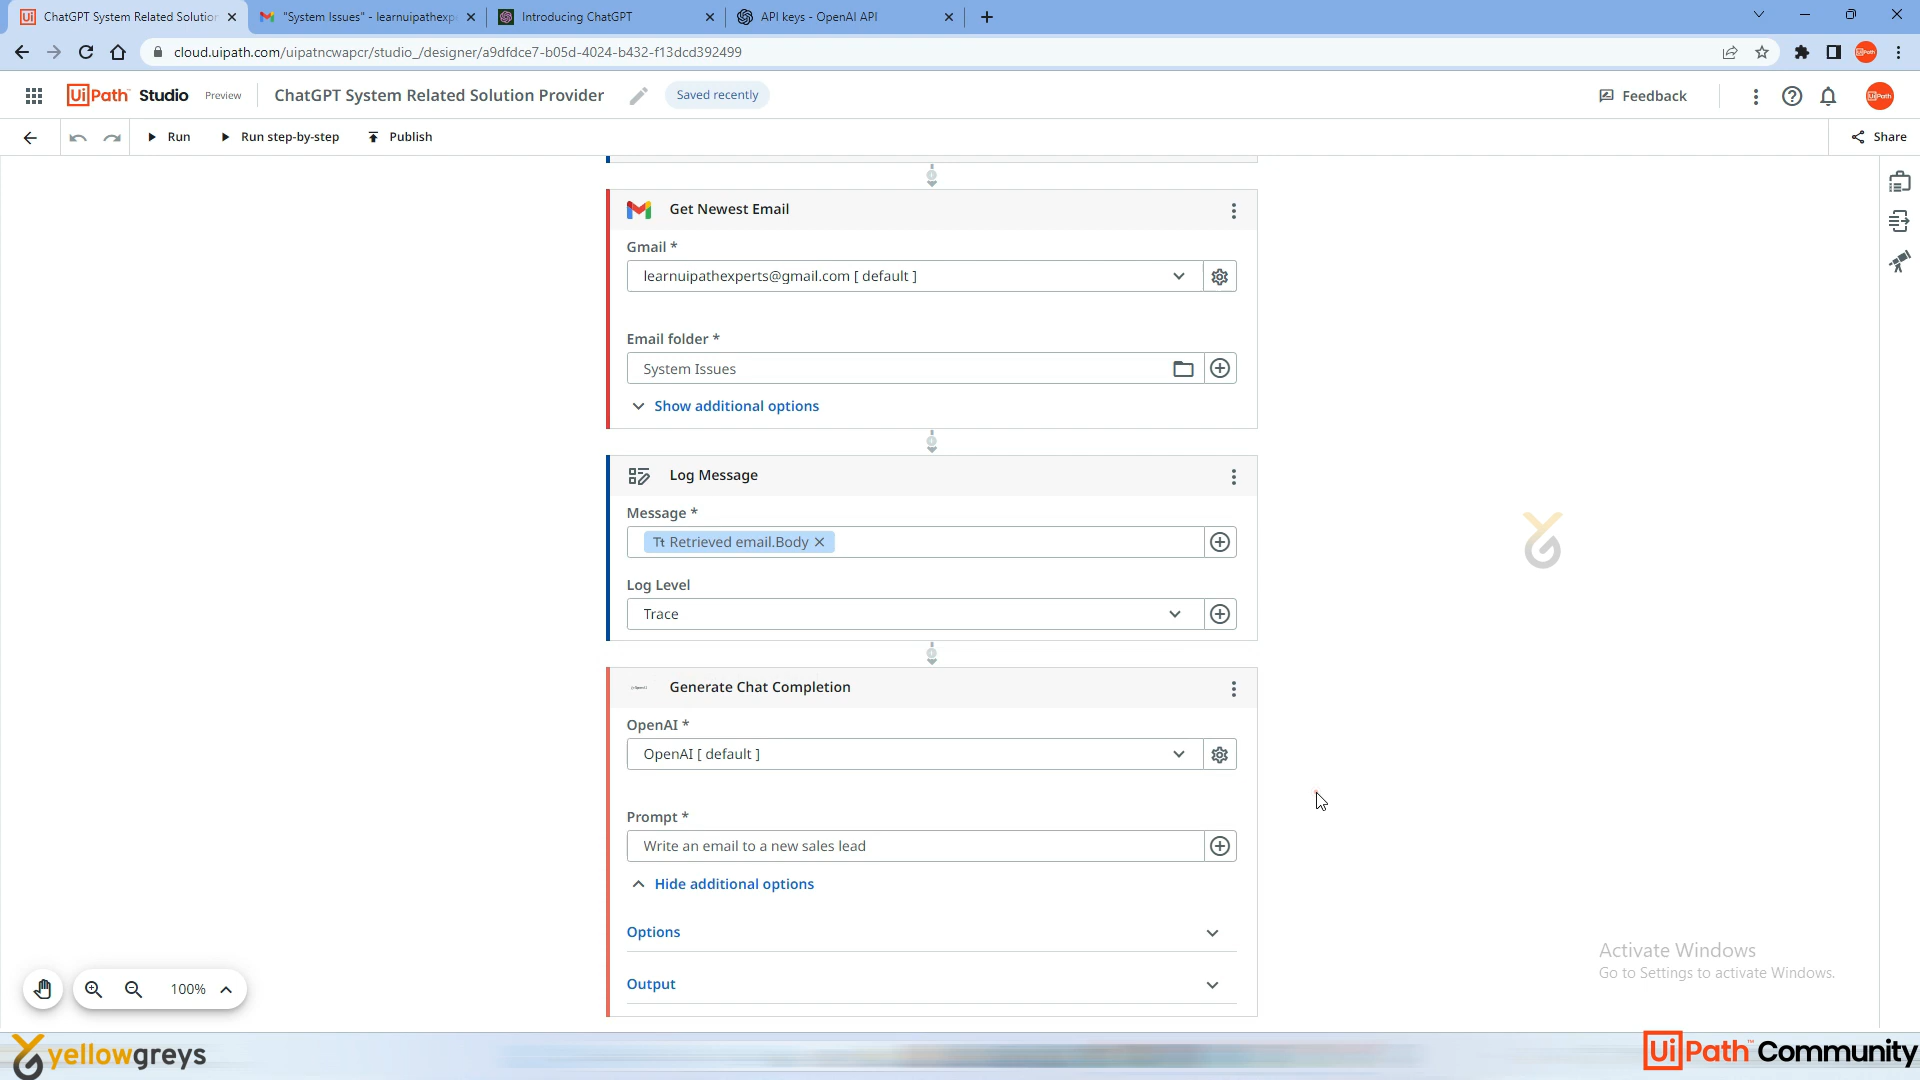 ChatGPT System Related Solution
"System Issues" - learnuipathexp
Introducing ChatGPT
API keys - OpenAI API
cloud.uipath.com/uipatncwapcr/studio_/designer/a9dfdce7-b05d-4024-b432-f13dcd392499
UiPath Studio Preview
ChatGPT System Related Solution Provider
Saved recently
Feedback
Run
Run step-by-step
Publish
Share
Get Newest Email
Gmail *
learnuipathexperts@gmail.com [ default ]
Email folder *
System Issues
Show additional options
Log Message
Message *
Tt Retrieved email.Body
Log Level
Trace
Generate Chat Completion
OpenAI *
OpenAI [ default ]
Prompt *
Write an email to a new sales lead
Hide additional options
Options
Output
100%
Activate Windows
Go to Settings to activate Windows.
yellowgreys
UiPath Community